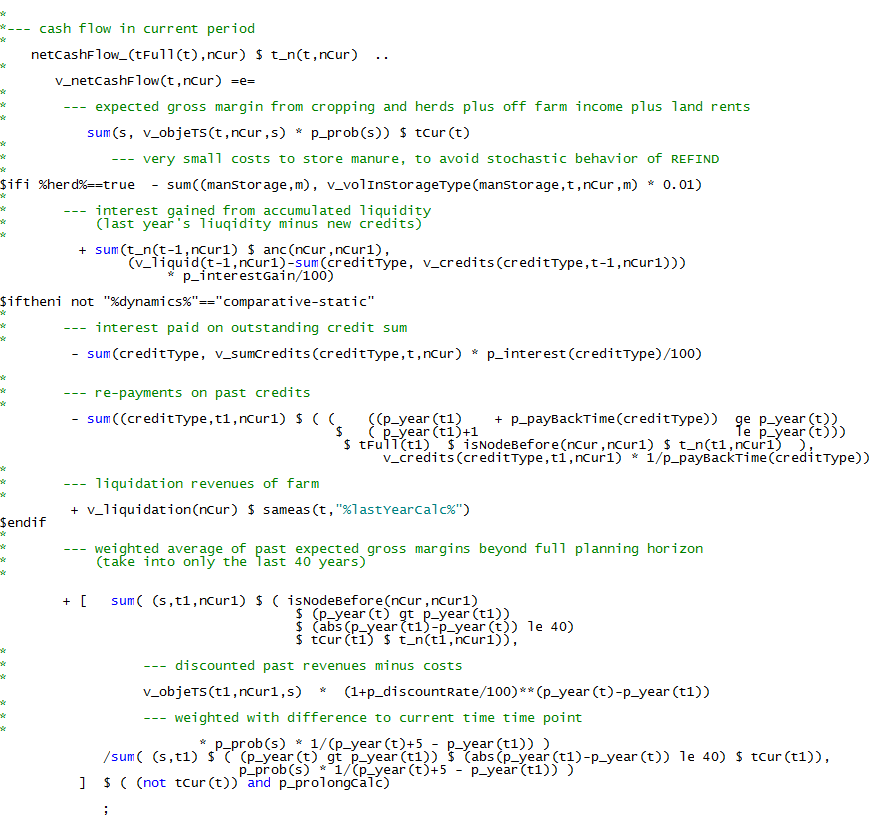 *
*--- cash flow in current period
*
    netCashFlow_(tFull(t),nCur) $ t_n(t,nCur)  ..
*
       v_netCashFlow(t,nCur) =e=
*
*       --- expected gross margin from cropping and herds plus off farm income plus land rents
*
           sum(s, v_objeTS(t,nCur,s) * p_prob(s)) $ tCur(t)
*
*             --- very small costs to store manure, to avoid stochastic behavior of REFIND
*
$ifi %herd%==true  - sum((manStorage,m), v_volInStorageType(manStorage,t,nCur,m) * 0.01)
*
*       --- interest gained from accumulated liquidity
*           (last year's liuqidity minus new credits)
*
          + sum(t_n(t-1,nCur1) $ anc(nCur,nCur1),
                (v_liquid(t-1,nCur1)-sum(creditType, v_credits(creditType,t-1,nCur1)))
                     * p_interestGain/100)

$iftheni not "%dynamics%"=="comparative-static"
*
*       --- interest paid on outstanding credit sum
*
         - sum(creditType, v_sumCredits(creditType,t,nCur) * p_interest(creditType)/100)

*
*       --- re-payments on past credits
*
         - sum((creditType,t1,nCur1) $ ( (    ((p_year(t1)    + p_payBackTime(creditType))  ge p_year(t))
                                          $   ( p_year(t1)+1                                le p_year(t)))
                                           $ tFull(t1)  $ isNodeBefore(nCur,nCur1) $ t_n(t1,nCur1)  ),
                                                v_credits(creditType,t1,nCur1) * 1/p_payBackTime(creditType))
*
*       --- liquidation revenues of farm
*
         + v_liquidation(nCur) $ sameas(t,"%lastYearCalc%")
$endif
*
*       --- weighted average of past expected gross margins beyond full planning horizon
*           (take into only the last 40 years)
*

        + [   sum( (s,t1,nCur1) $ ( isNodeBefore(nCur,nCur1)
                                     $ (p_year(t) gt p_year(t1))
                                     $ (abs(p_year(t1)-p_year(t)) le 40)
                                     $ tCur(t1) $ t_n(t1,nCur1)),
*
*                 --- discounted past revenues minus costs
*
                  v_objeTS(t1,nCur1,s)  *  (1+p_discountRate/100)**(p_year(t)-p_year(t1))
*
*                 --- weighted with difference to current time time point
*
                         * p_prob(s) * 1/(p_year(t)+5 - p_year(t1)) )
             /sum( (s,t1) $ ( (p_year(t) gt p_year(t1)) $ (abs(p_year(t1)-p_year(t)) le 40) $ tCur(t1)),
                              p_prob(s) * 1/(p_year(t)+5 - p_year(t1)) )
          ]  $ ( (not tCur(t)) and p_prolongCalc)

             ;